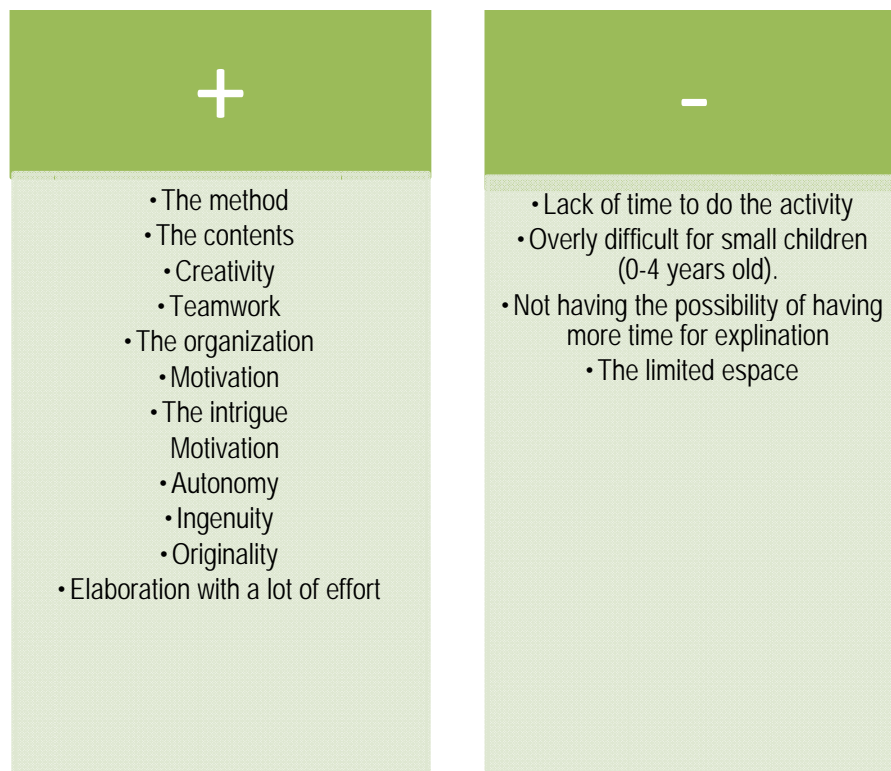 +
• The method
• The contents
• Creativity
• Teamwork
• The organization
• Motivation
• The intrigue
Motivation
• Autonomy
• Ingenuity
• Originality
• Elaboration with a lot of effort
-
• Lack of time to do the activity
• Overly difficult for small children
(0-4 years old).
• Not having the possibility of having
more time for explination
• The limited espace